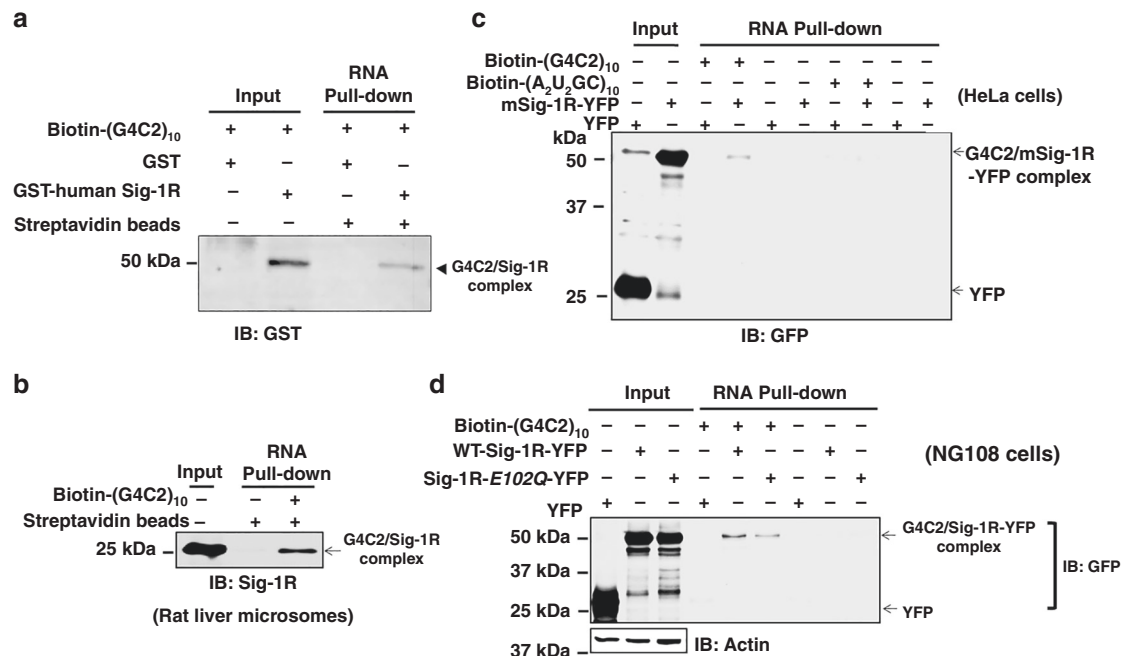 a
Input
RNA
Pull-down
Biotin-(G4C2)10 + + + +
GST + – + –
GST-human Sig-1R – + – +
Streptavidin beads – – + +
50 kDa
G4C2/Sig-1R
complex
IB: GST
b
Input
RNA
Pull-down
Biotin-(G4C2)10 – – +
Streptavidin beads – + +
25 kDa
G4C2/Sig-1R
complex
IB: Sig-1R
(Rat liver microsomes)
c
Input
RNA Pull-down
Biotin-(G4C2)10 – – + + – – – – – –
Biotin-(A2U2GC)10 – – – – – – + + – –
mSig-1R-YFP – + – + – + – + – +
YFP + – + – + – + – + –
(HeLa cells)
kDa
50
37
25
G4C2/mSig-1R
-YFP complex
YFP
IB: GFP
d
Input
RNA Pull-down
Biotin-(G4C2)10 – – – + + + – – –
WT-Sig-1R-YFP – + – – + – – + –
Sig-1R-E102Q-YFP – – + – – + – – +
YFP + – – + – – + – –
(NG108 cells)
50 kDa
37 kDa
25 kDa
37 kDa
G4C2/Sig-1R-YFP
complex
YFP
IB: GFP
IB: Actin